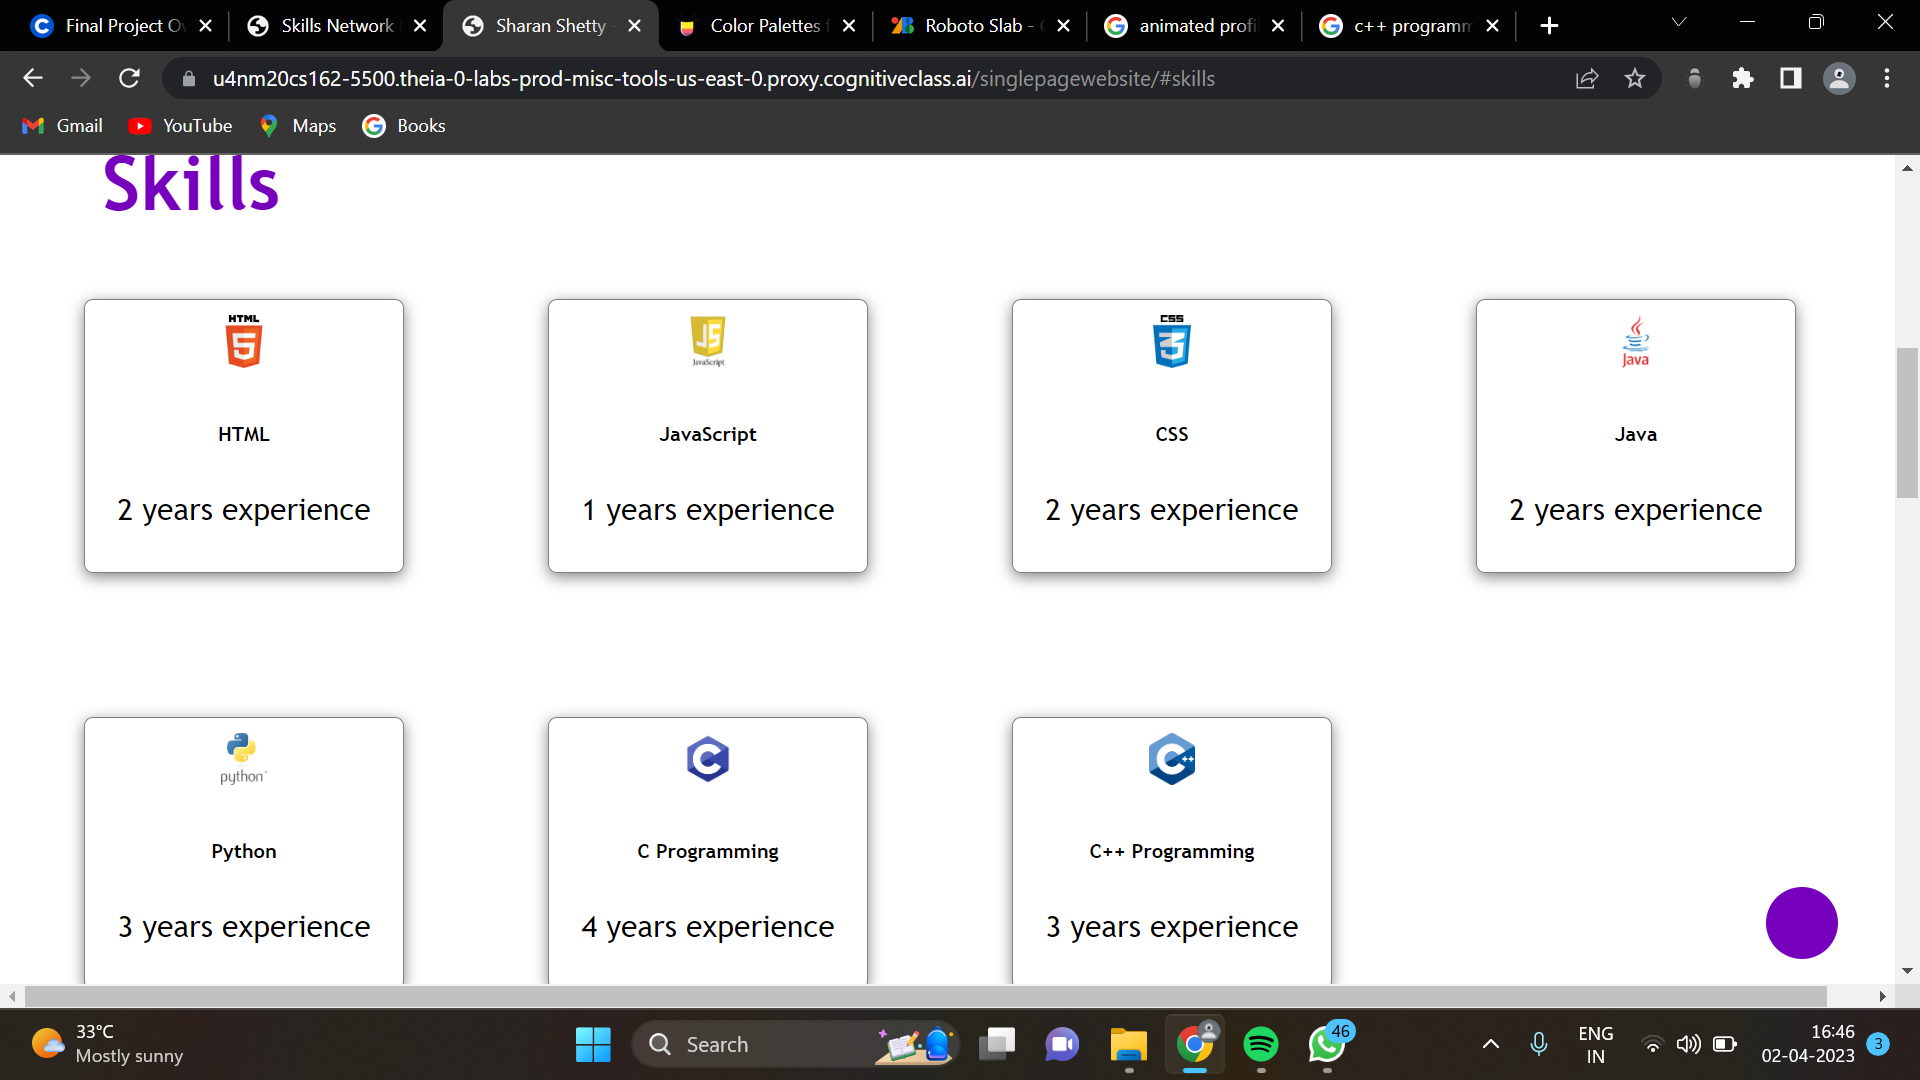 Final Project O
Skills Network
Sharan Shetty
Color Palettes
Roboto Slab -
animated profi
c++ programm
u4nm20cs162-5500.theia-0-labs-prod-misc-tools-us-east-0.proxy.cognitiveclass.ai/singlepagewebsite/#skills
Gmail
YouTube
Maps
Books
Skills
HTML
5
JS
JavaScript
CSS
3
Java
HTML
JavaScript
CSS
Java
2 years experience
1 years experience
2 years experience
2 years experience
python
C
C++
Python
C Programming
C++ Programming
3 years experience
4 years experience
3 years experience
33°C
Mostly sunny
Search
46
ENG
IN
16:46
02-04-2023
3